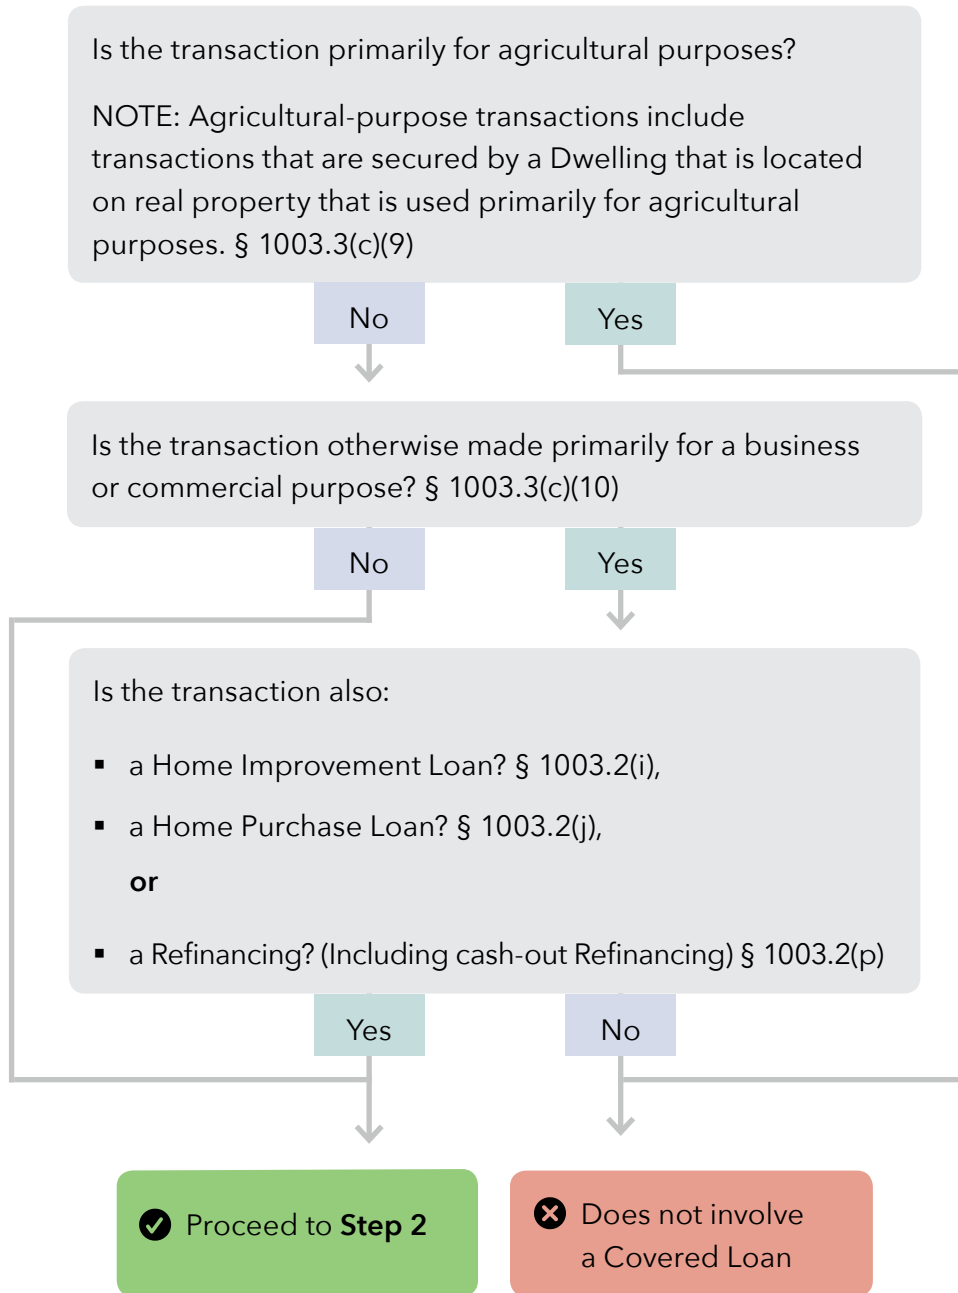 Is the transaction primarily for agricultural purposes?
NOTE: Agricultural-purpose transactions include
transactions that are secured by a Dwelling that is located
on real property that is used primarily for agricultural
purposes. § 1003.3(c)(9)
No
Yes
Is the transaction otherwise made primarily for a business
or commercial purpose? § 1003.3(c)(10)
No
Yes
Is the transaction also:
▪ a Home Improvement Loan? § 1003.2(i),
▪ a Home Purchase Loan? § 1003.2(j),
or
▪ a Refinancing? (Including cash-out Refinancing) § 1003.2(p)
Yes
No
Proceed to Step 2
Does not involve
a Covered Loan